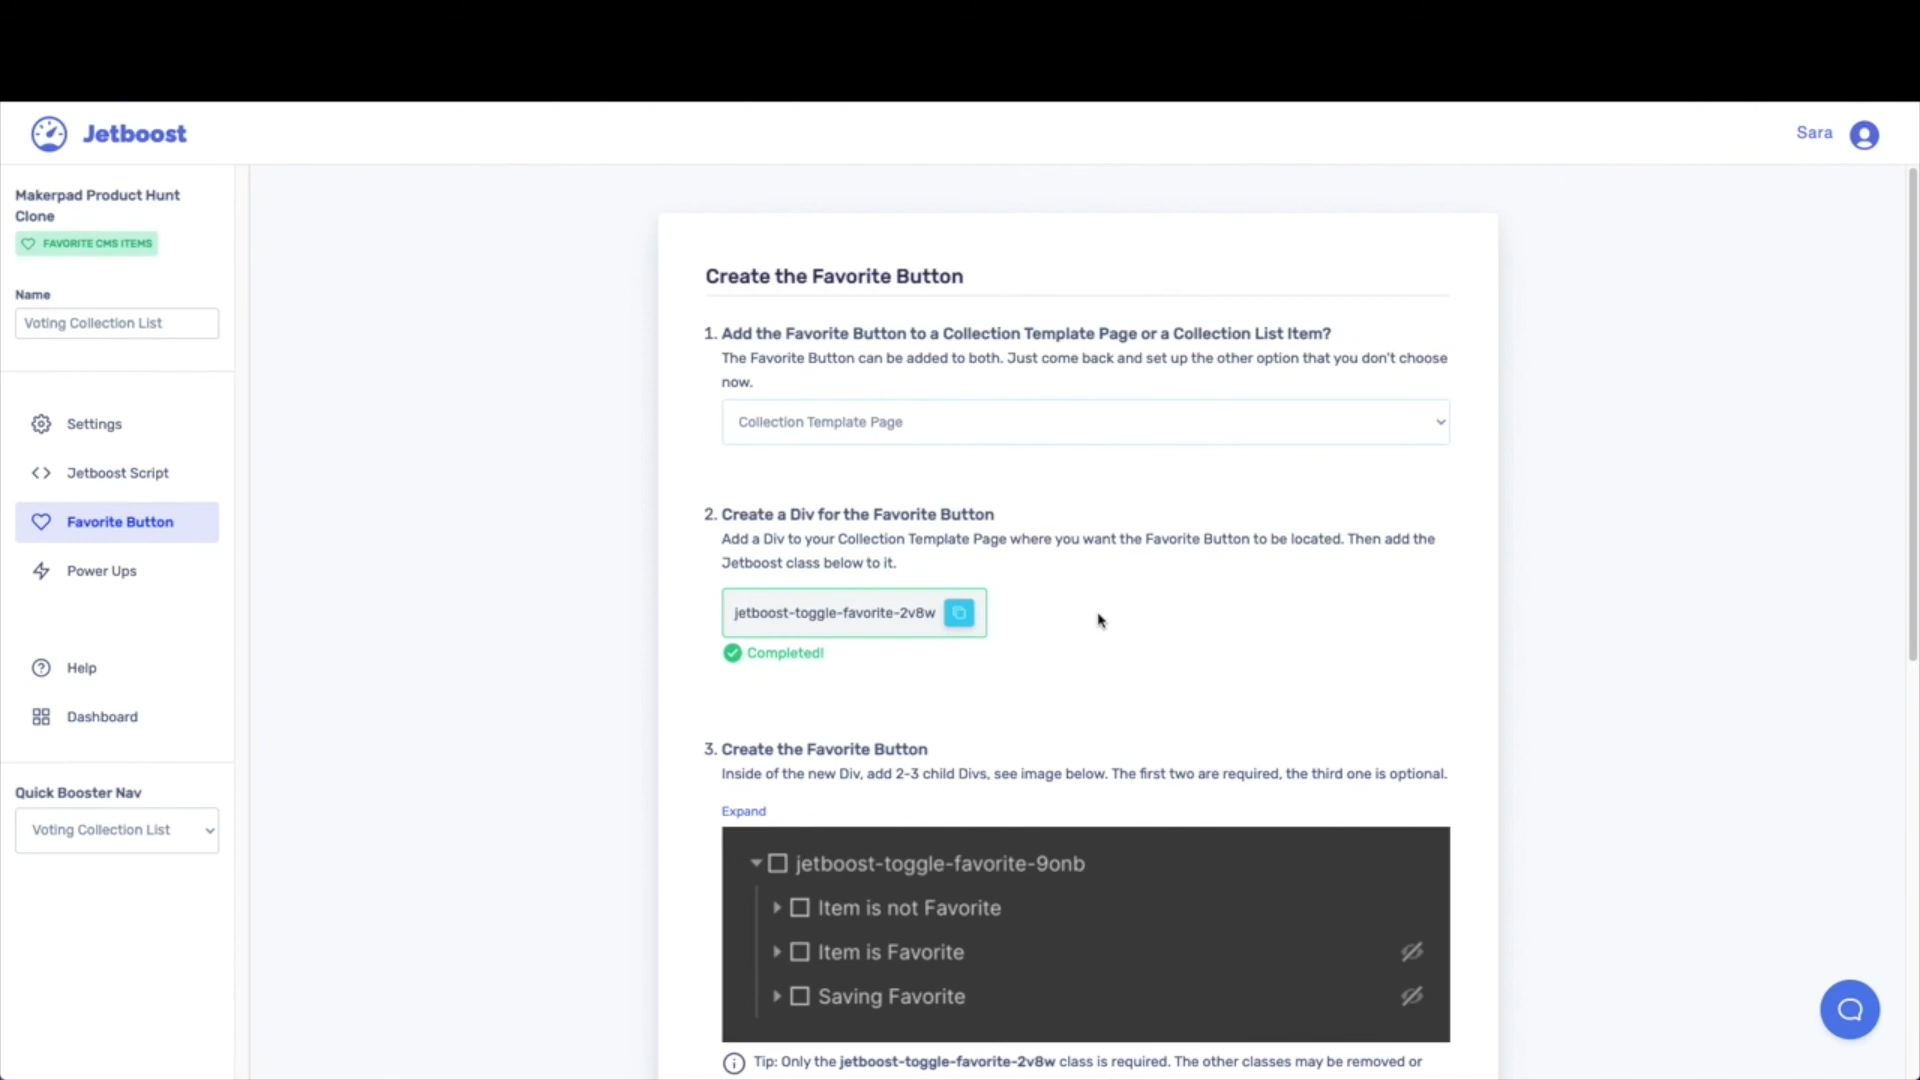 Jetboost
Sara
Makerpad Product Hunt
Clone
FAVORITE CMS ITEMS
Name
Voting Collection List
Settings
Jetboost Script
Favorite Button
Power Ups
Help
Dashboard
Quick Booster Nav
Voting Collection List
Create the Favorite Button
1. Add the Favorite Button to a Collection Template Page or a Collection List Item?
The Favorite Button can be added to both. Just come back and set up the other option that you don't choose
now.
Collection Template Page
2. Create a Div for the Favorite Button
Add a Div to your Collection Template Page where you want the Favorite Button to be located. Then add the
Jetboost class below to it.
jetboost-toggle-favorite-2v8w
Completed!
3. Create the Favorite Button
Inside of the new Div, add 2-3 child Divs, see image below. The first two are required, the third one is optional.
Expand
jetboost-toggle-favorite-9onb
Item is not Favorite
Item is Favorite
Saving Favorite
Tip: Only the jetboost-toggle-favorite-2v8w class is required. The other classes may be removed or